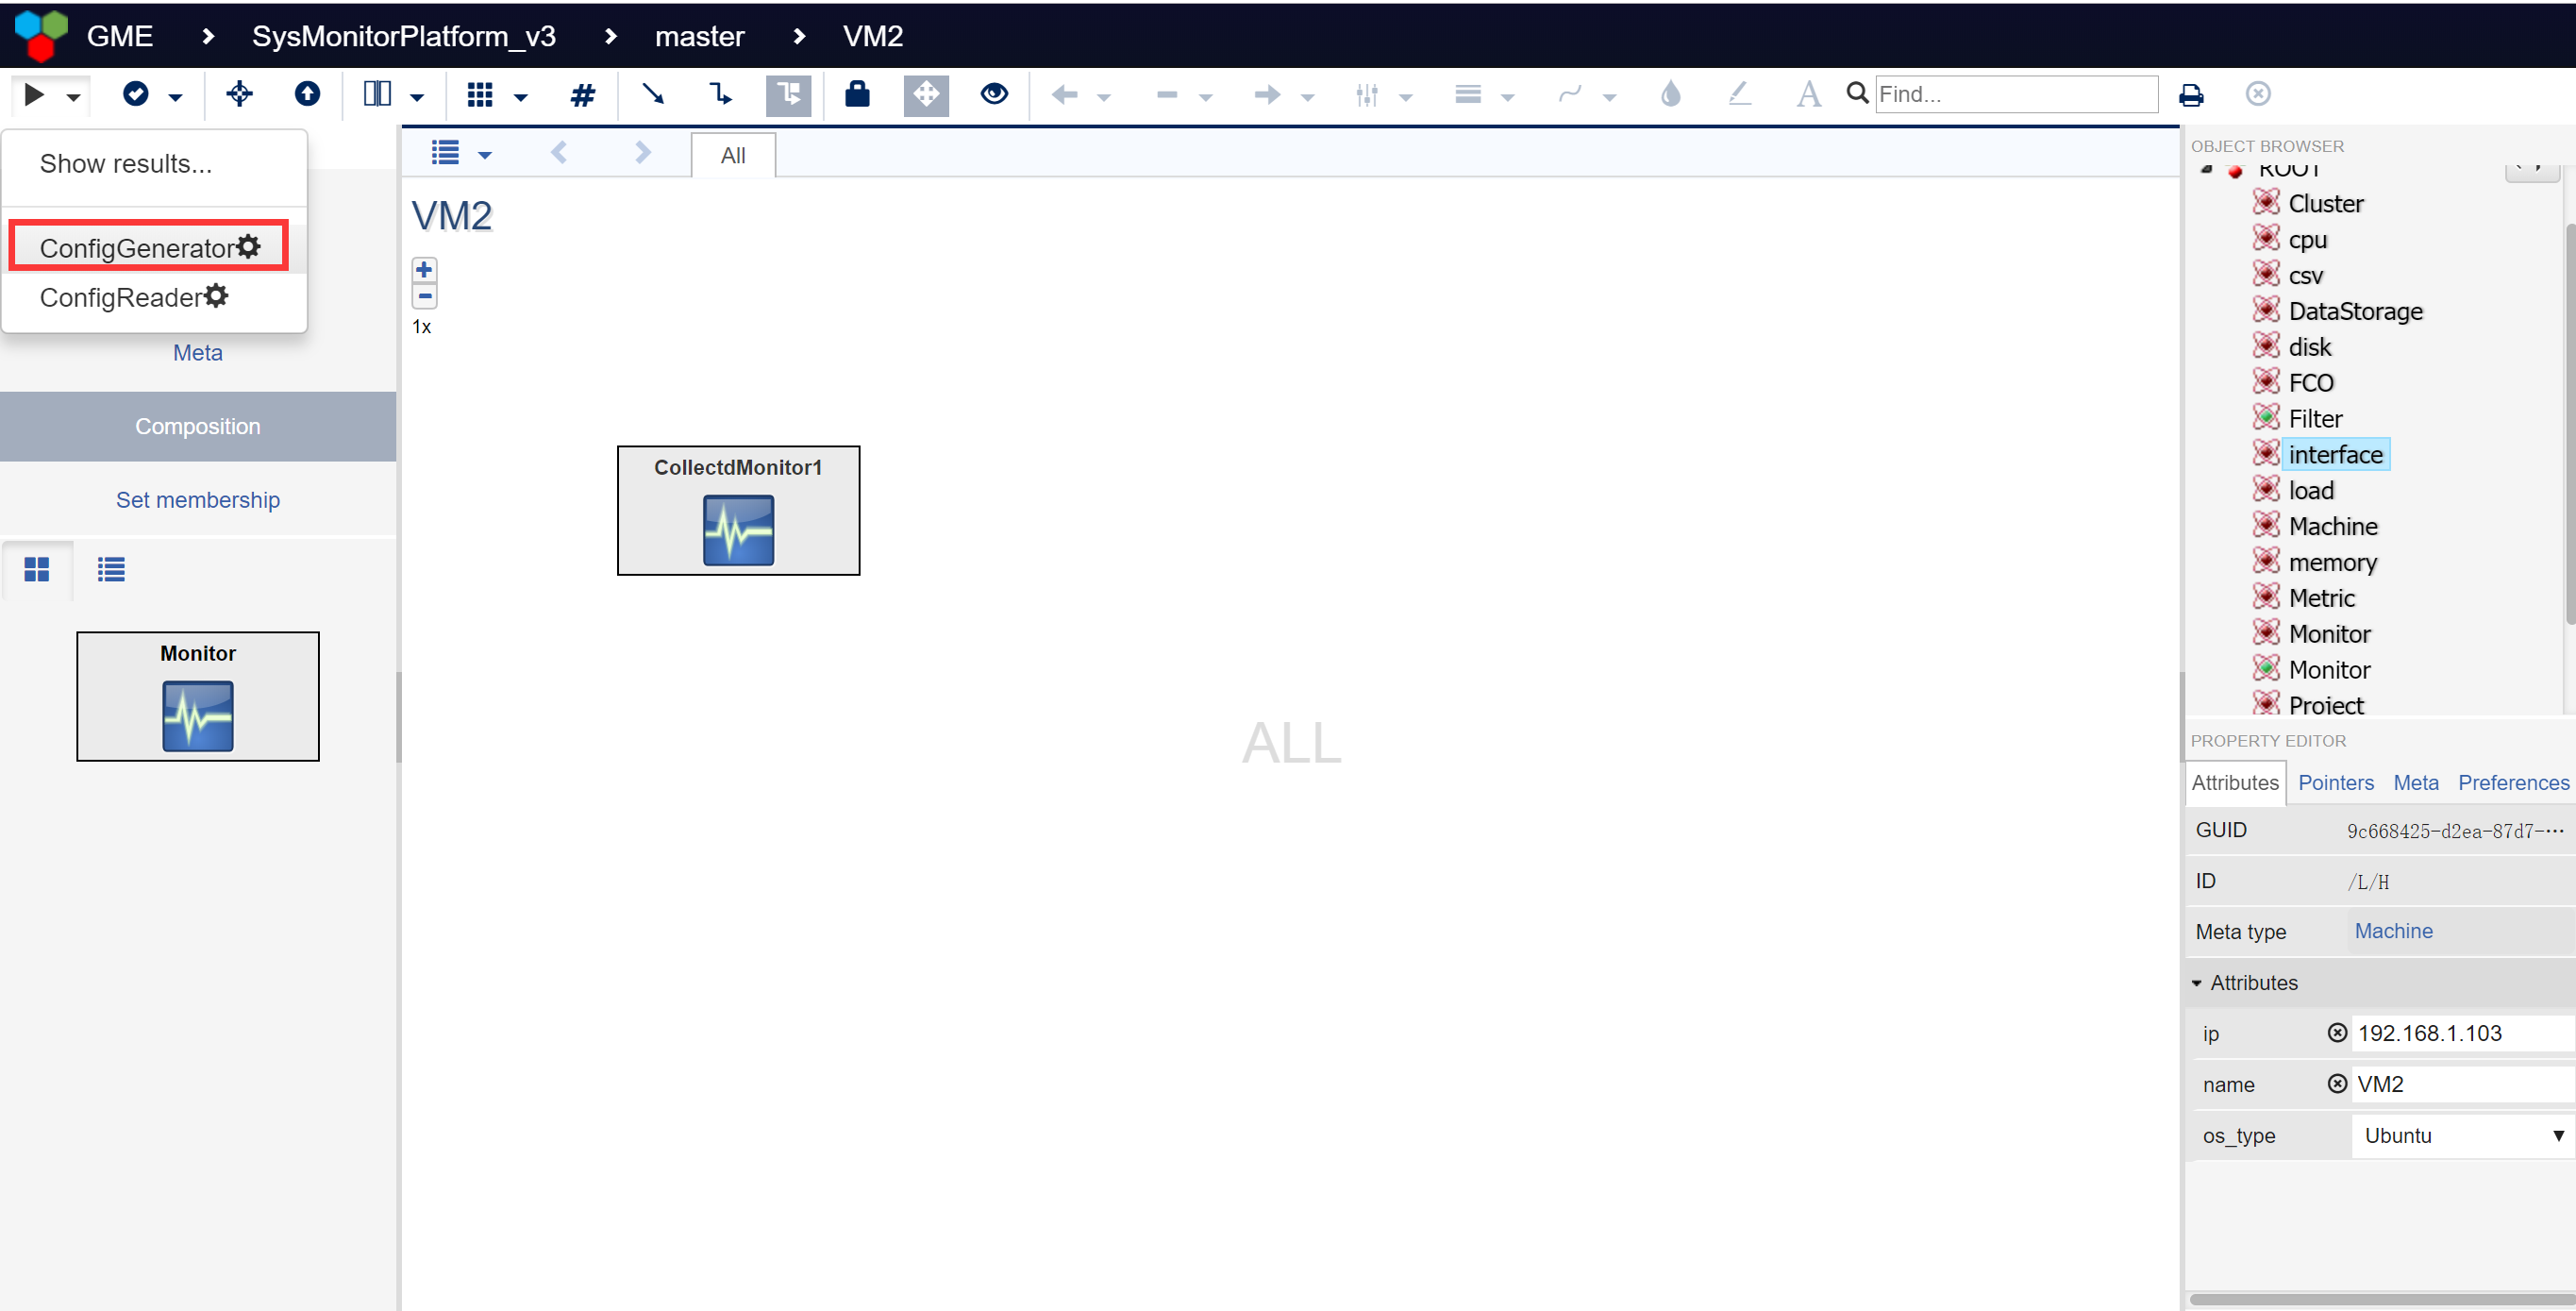 GME SysMonitorPlatform_v3 master VM2
Find...
Show results...
ConfigGenerator
ConfigReader
Meta
Composition
Set membership
Monitor
All
VM2
1x
CollectdMonitor1
ALL
OBJECT BROWSER
ROOT
Cluster
cpu
csv
DataStorage
disk
FCO
Filter
interface
load
Machine
memory
Metric
Monitor
Monitor
Project
PROPERTY EDITOR
Attributes Pointers Meta Preferences
GUID 9c668425-d2ea-87d7-...
ID /L/H
Meta type Machine
Attributes
ip 192.168.1.103
name VM2
os_type Ubuntu